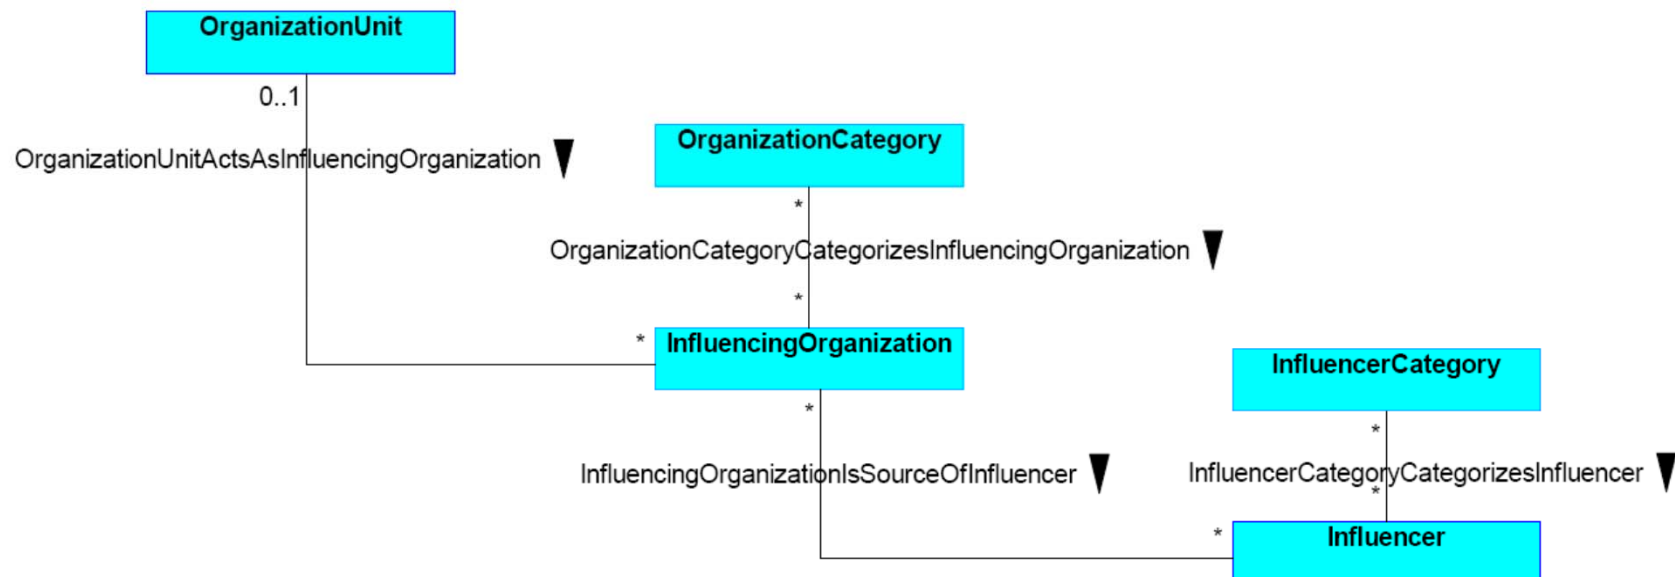 OrganizationUnit
0..1
OrganizationUnitActsAsInfluencingOrganization
OrganizationCategory
*
OrganizationCategoryCategorizesInfluencingOrganization
*
*
InfluencingOrganization
InfluencerCategory
*
*
InfluencingOrganizationIsSourceOfInfluencer
InfluencerCategoryCategorizesInfluencer
*
*
Influencer